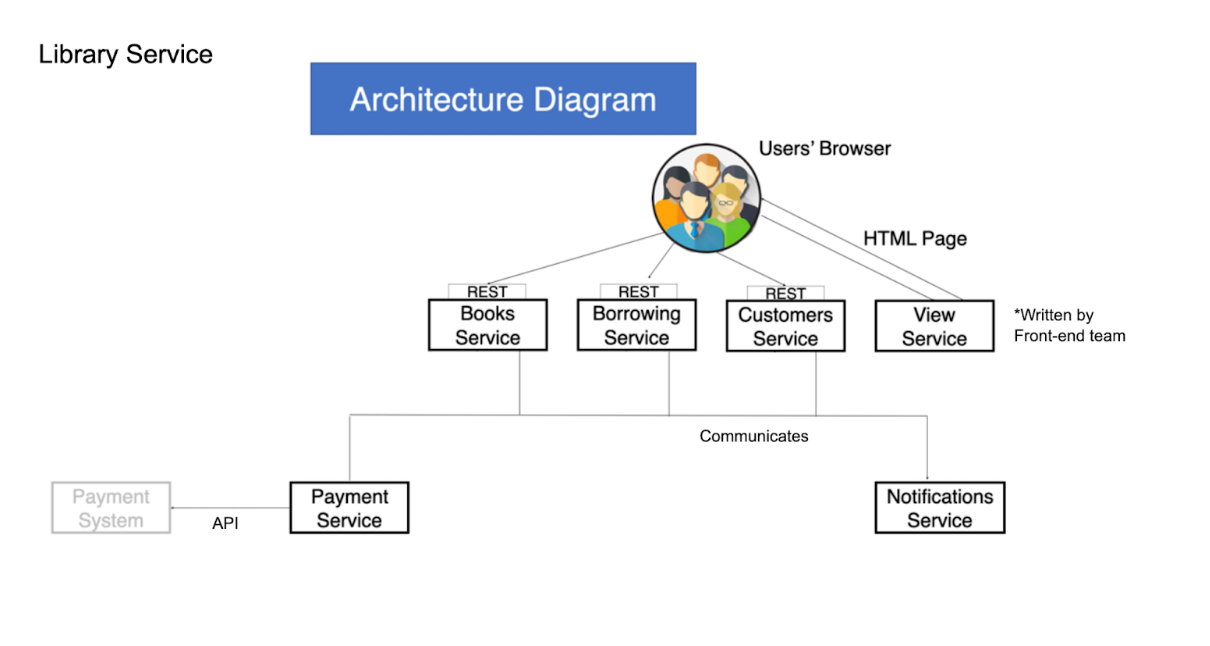 Library Service
Architecture Diagram
Users’ Browser
HTML Page
REST
Books
Service
REST
Borrowing
Service
REST
Customers
Service
View
Service
*Written by
Front-end team
Communicates
Payment
System
API
Payment
Service
Notifications
Service